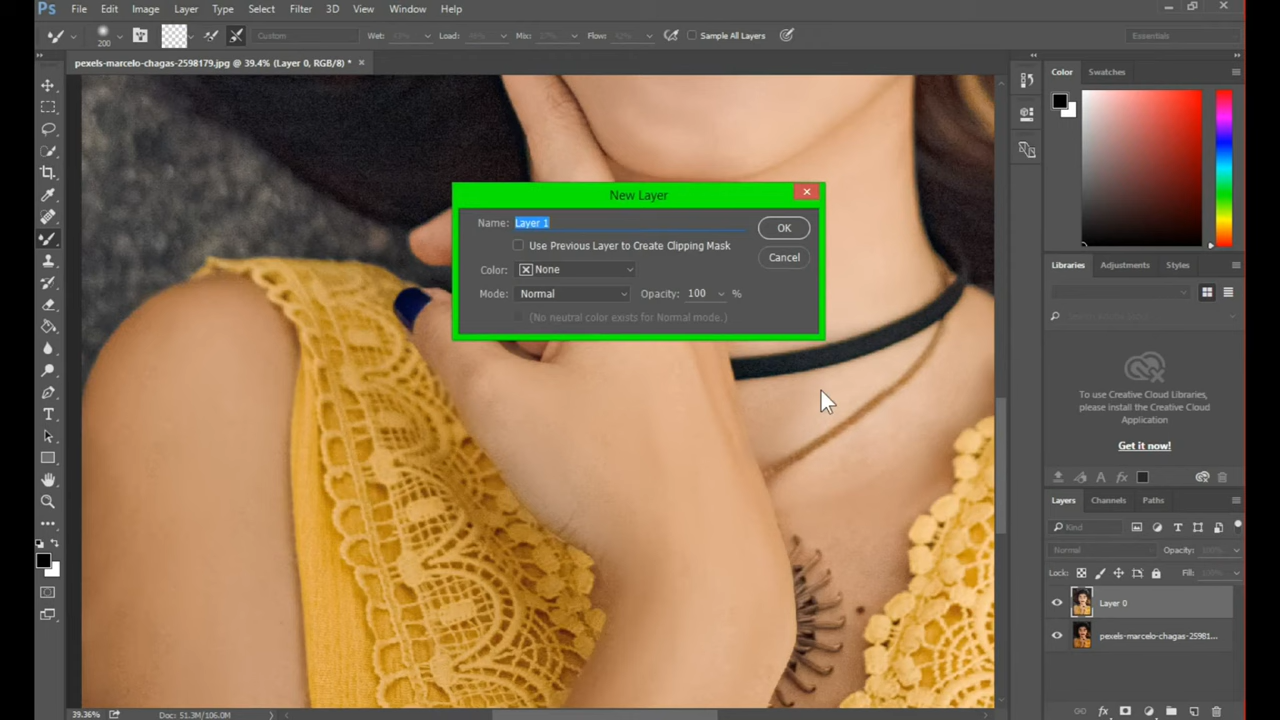 Ps File Edit Image Layer Type Select Filter 3D View Window Help
200 Custom Wet: Load: Mix: Flow: Sample All Layers Essentials
pexels-marcelo-chagas-2598179.jpg @ 39.4% (Layer 0, RGB/8) *
Color Swatches
New Layer
Name: Layer 1 OK
Use Previous Layer to Create Clipping Mask
Cancel
Color: None
Mode: Normal Opacity: 100 %
(No neutral color exists for Normal mode.)
Libraries Adjustments Styles
To use Creative Cloud Libraries,
please install the Creative Cloud
Application
Get it now!
Layers Channels Paths
Kind
Normal Opacity: 100%
Lock: Fill: 100%
Layer 0
pexels-marcelo-chagas-25981...
39.36% Doc: 51.3M/106.0M